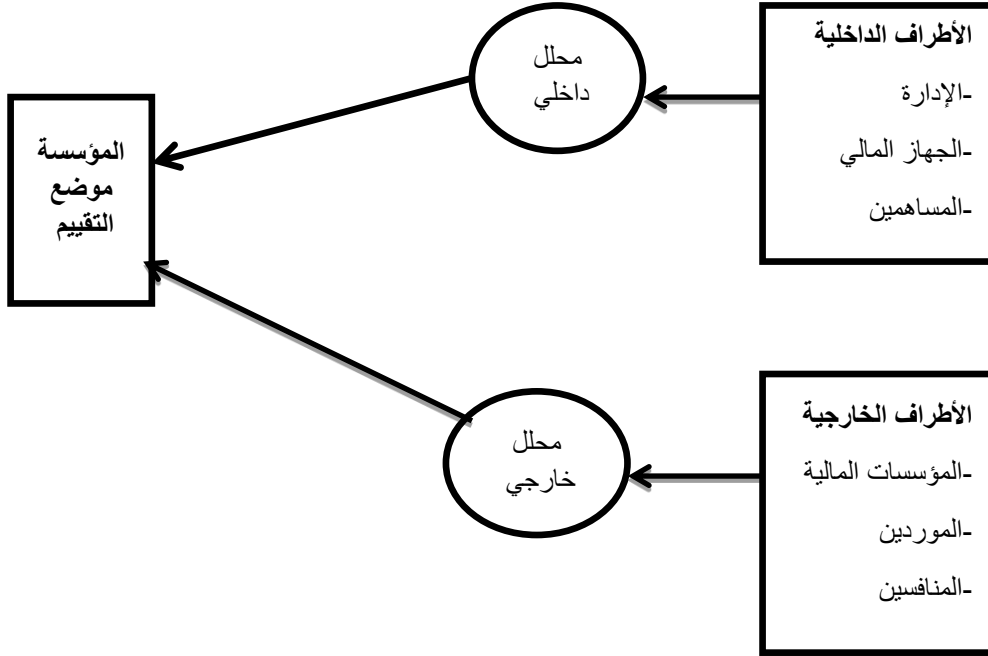 الأطراف الداخلية
-الإدارة
-الجهاز المالي
-المساهمين
محلل
داخلي
المؤسسة
موضع
التقييم
الأطراف الخارجية
-المؤسسات المالية
-الموردين
-المنافسين
محلل
خارجي